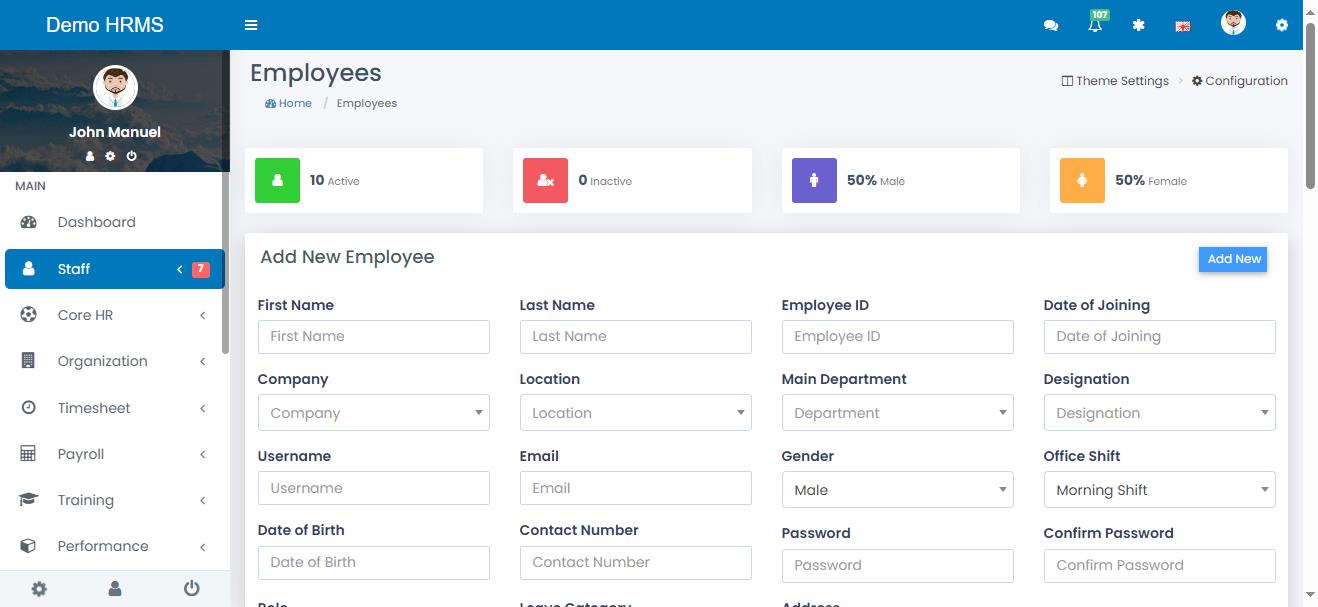 Demo HRMS
107
Employees
Home / Employees
Theme Settings > Configuration
John Manuel
10 Active
0 Inactive
50% Male
50% Female
MAIN
Dashboard
Staff 7
Core HR
Organization
Timesheet
Payroll
Training
Performance
Add New Employee
Add New
First Name Last Name Employee ID Date of Joining
First Name Last Name Employee ID Date of Joining
Company Location Main Department Designation
Company Location Department Designation
Username Email Gender Office Shift
Username Email Male Morning Shift
Date of Birth Contact Number Password Confirm Password
Date of Birth Contact Number Password Confirm Password
Role Leave Category Address